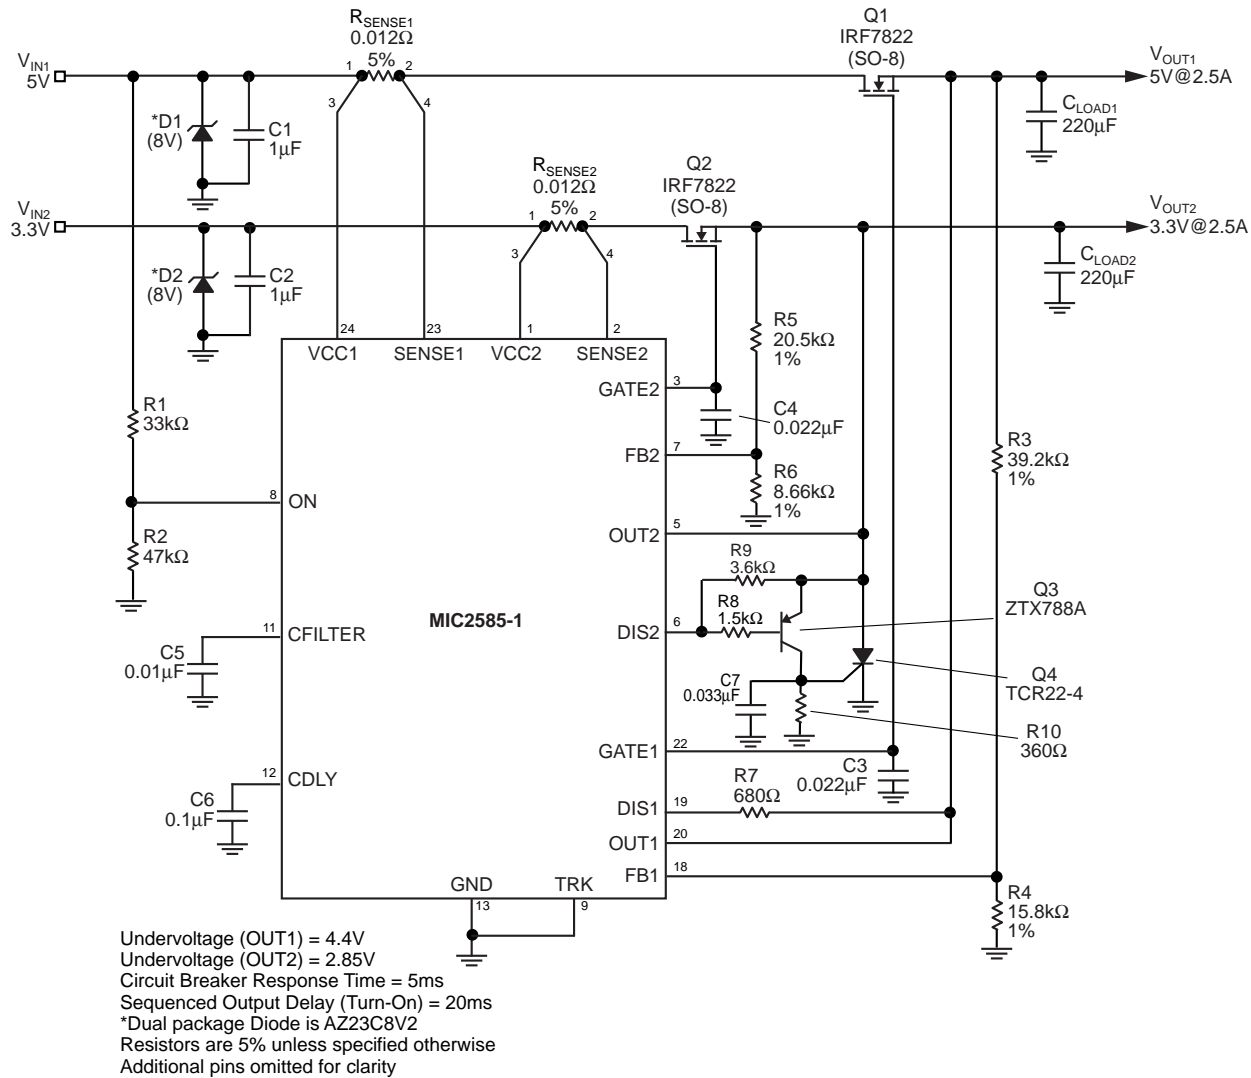 R_SENSE1
0.012Ω
5%
Q1
IRF7822
(SO-8)
V_IN1
5V
1
2
V_OUT1
5V@2.5A
3
4
*D1
(8V)
C1
1µF
C_LOAD1
220µF
R_SENSE2
0.012Ω
5%
Q2
IRF7822
(SO-8)
V_IN2
3.3V
1
2
V_OUT2
3.3V@2.5A
3
4
*D2
(8V)
C2
1µF
C_LOAD2
220µF
24
23
1
2
VCC1
SENSE1
VCC2
SENSE2
R5
20.5kΩ
1%
GATE2
3
C4
0.022µF
R1
33kΩ
FB2
7
R3
39.2kΩ
1%
R6
8.66kΩ
1%
8
ON
OUT2
5
R2
47kΩ
R9
3.6kΩ
Q3
ZTX788A
R8
1.5kΩ
MIC2585-1
DIS2
6
11
CFILTER
C5
0.01µF
C7
0.033µF
Q4
TCR22-4
R10
360Ω
GATE1
22
C3
0.022µF
12
CDLY
C6
0.1µF
R7
680Ω
DIS1
19
OUT1
20
FB1
18
GND
TRK
13
9
R4
15.8kΩ
1%
Undervoltage (OUT1) = 4.4V
Undervoltage (OUT2) = 2.85V
Circuit Breaker Response Time = 5ms
Sequenced Output Delay (Turn-On) = 20ms
*Dual package Diode is AZ23C8V2
Resistors are 5% unless specified otherwise
Additional pins omitted for clarity